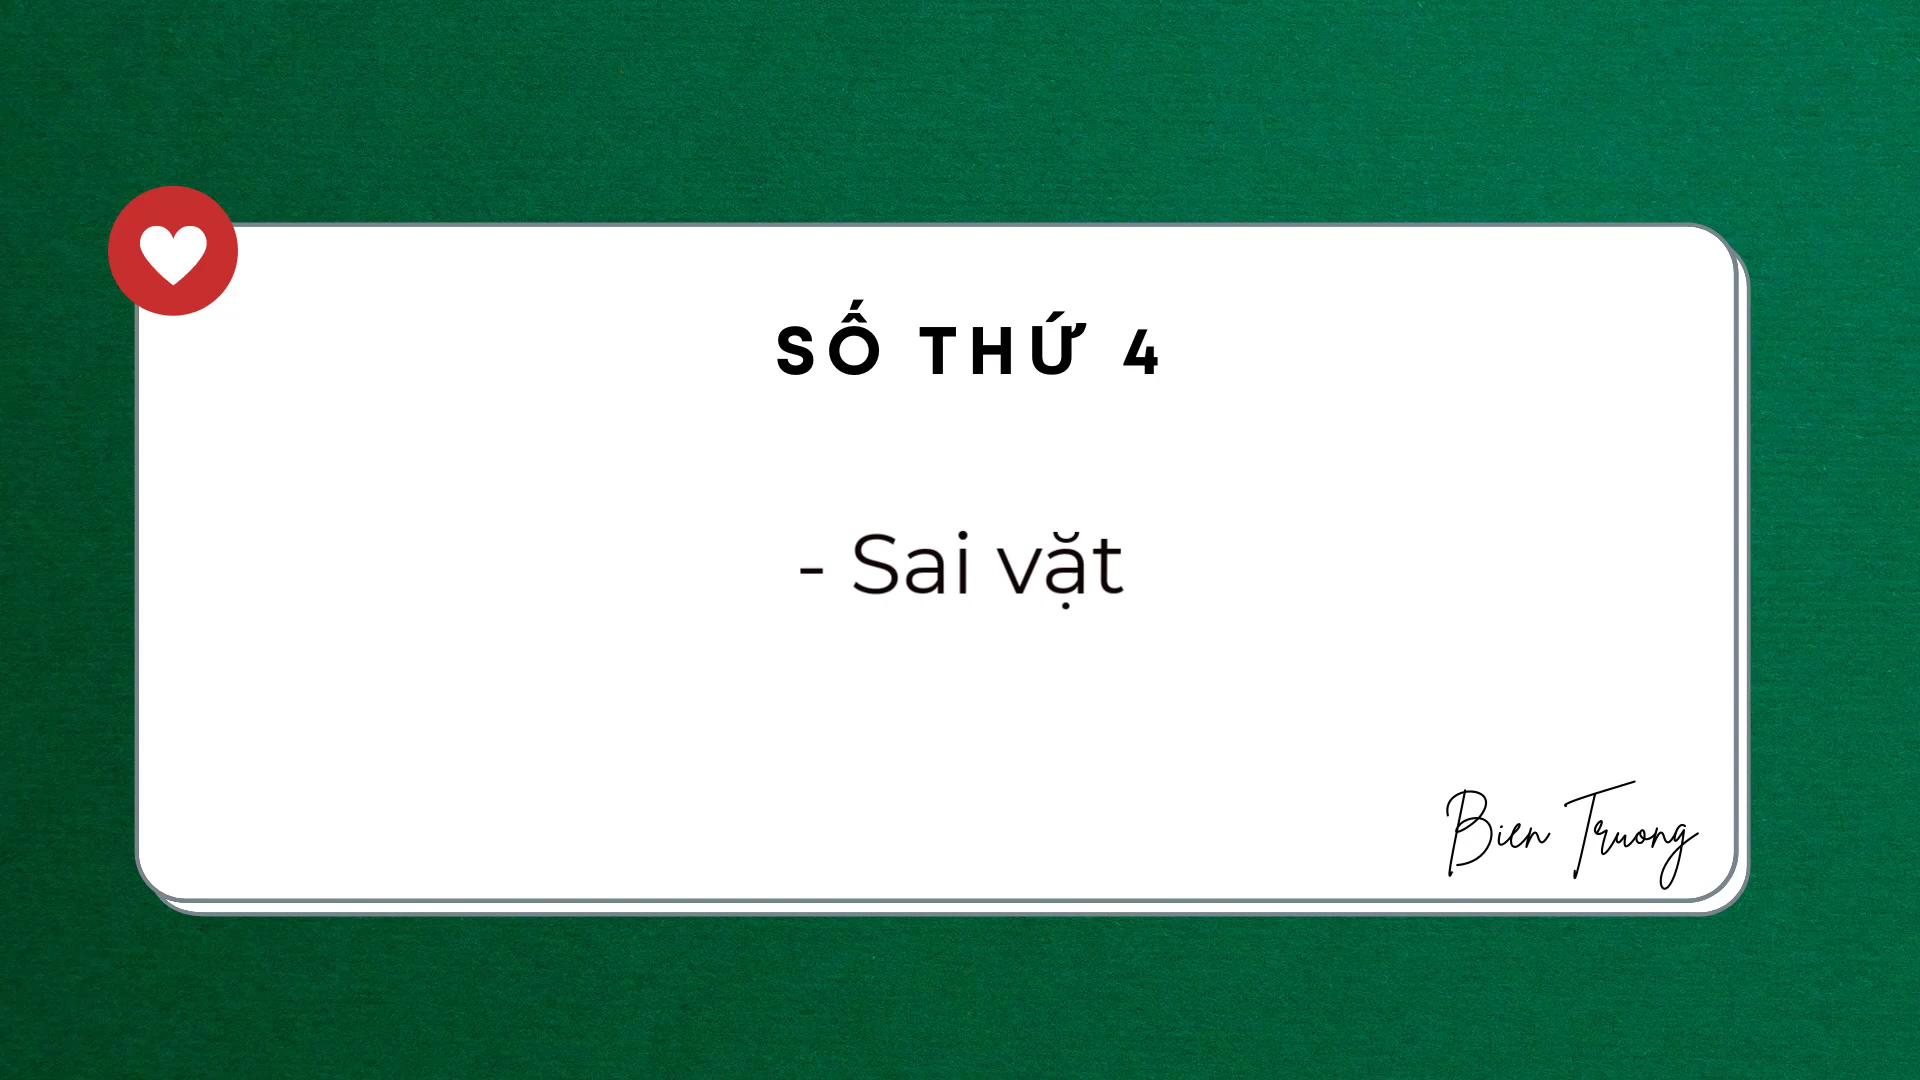 SỐ THỨ 4
- Sai vặt
Bien Truong